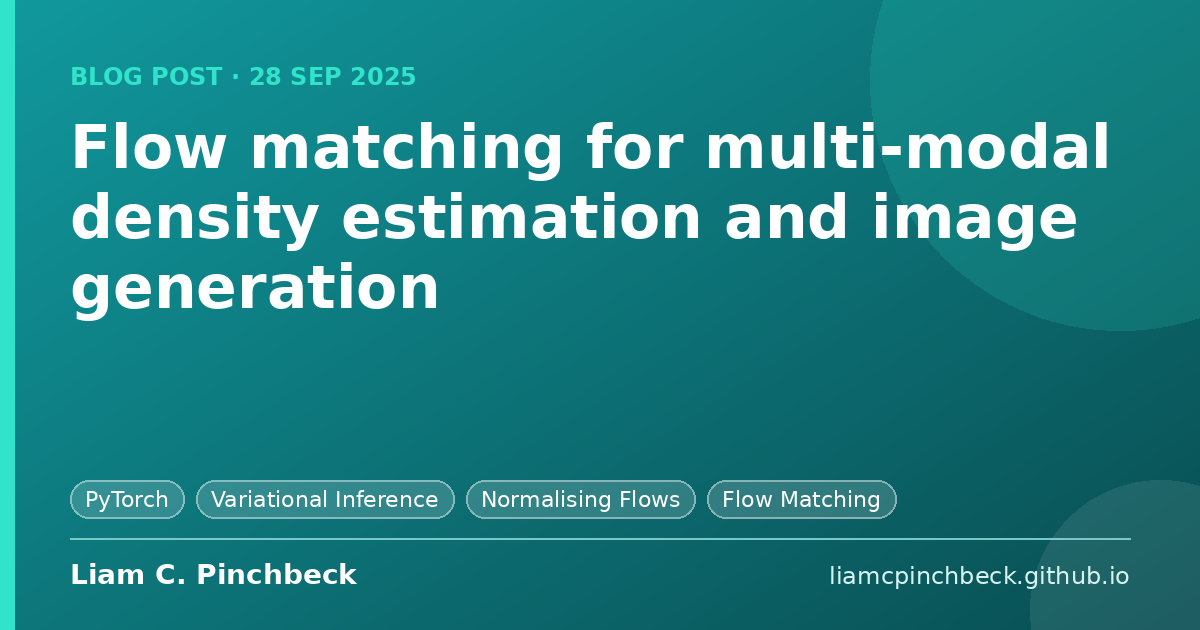 BLOG POST · 28 SEP 2025
Flow matching for multi-modal
density estimation and image
generation
PyTorch
Variational Inference
Normalising Flows
Flow Matching
Liam C. Pinchbeck
liamcpinchbeck.github.io